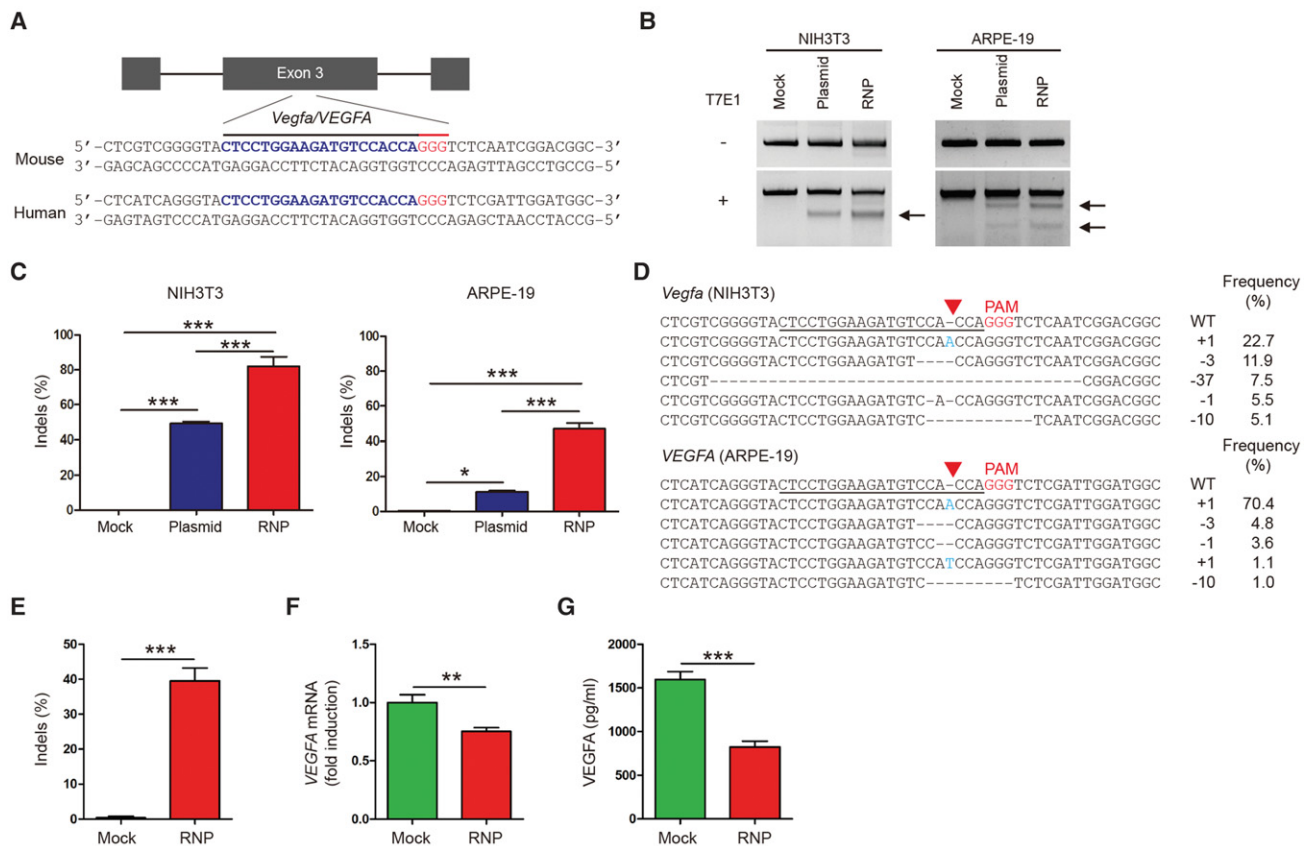 A
Exon 3
Vegfa/VEGFA
Mouse
5′ -CTCGTCGGGGTACTCCTGGAAGATGTCCACCAGGGTCTCAATCGGACGGC-3′
3′ -GAGCAGCCCCATGAGGACCTTCTACAGGTGGTCCCAGAGTTAGCCTGCCG-5′
Human
5′ -CTCATCAGGGTACTCCTGGAAGATGTCCACCAGGGTCTCGATTGGATGGC-3′
3′ -GAGTAGTCCCATGAGGACCTTCTACAGGTGGTCCCAGAGCTAACCTACCG-5′
B
NIH3T3
ARPE-19
T7E1
Mock
Plasmid
RNP
Mock
Plasmid
RNP
-
+
C
NIH3T3
Indels (%)
100
80
60
40
20
0
***
***
***
Mock
Plasmid
RNP
ARPE-19
Indels (%)
100
80
60
40
20
0
***
***
*
Mock
Plasmid
RNP
D
Vegfa (NIH3T3)
PAM
Frequency
(%)
CTCGTCGGGGTACTCCTGGAAGATGTCCA-CCAGGGTCTCAATCGGACGGC WT
CTCGTCGGGGTACTCCTGGAAGATGTCCAACCAGGGTCTCAATCGGACGGC +1 22.7
CTCGTCGGGGTACTCCTGGAAGATGTC----CCAGGGTCTCAATCGGACGGC -3 11.9
CTCGT-------------------------------------CGGACGGC -37 7.5
CTCGTCGGGGTACTCCTGGAAGATGTC-A-CCAGGGTCTCAATCGGACGGC -1 5.5
CTCGTCGGGGTACTCCTGGAAGATGTC-----------TCAATCGGACGGC -10 5.1
VEGFA (ARPE-19)
PAM
Frequency
(%)
CTCATCAGGGTACTCCTGGAAGATGTCCA-CCAGGGTCTCGATTGGATGGC WT
CTCATCAGGGTACTCCTGGAAGATGTCCAACCAGGGTCTCGATTGGATGGC +1 70.4
CTCATCAGGGTACTCCTGGAAGATGTC----CCAGGGTCTCGATTGGATGGC -3 4.8
CTCATCAGGGTACTCCTGGAAGATGTCC--CCAGGGTCTCGATTGGATGGC -1 3.6
CTCATCAGGGTACTCCTGGAAGATGTCCATCCAGGGTCTCGATTGGATGGC +1 1.1
CTCATCAGGGTACTCCTGGAAGATGTC-----------TCTCGATTGGATGGC -10 1.0
E
Indels (%)
50
40
30
20
10
0
***
Mock
RNP
F
VEGFA mRNA
(fold induction)
1.5
1.0
0.5
0.0
**
Mock
RNP
G
VEGFA (pg/ml)
2000
1500
1000
500
0
***
Mock
RNP